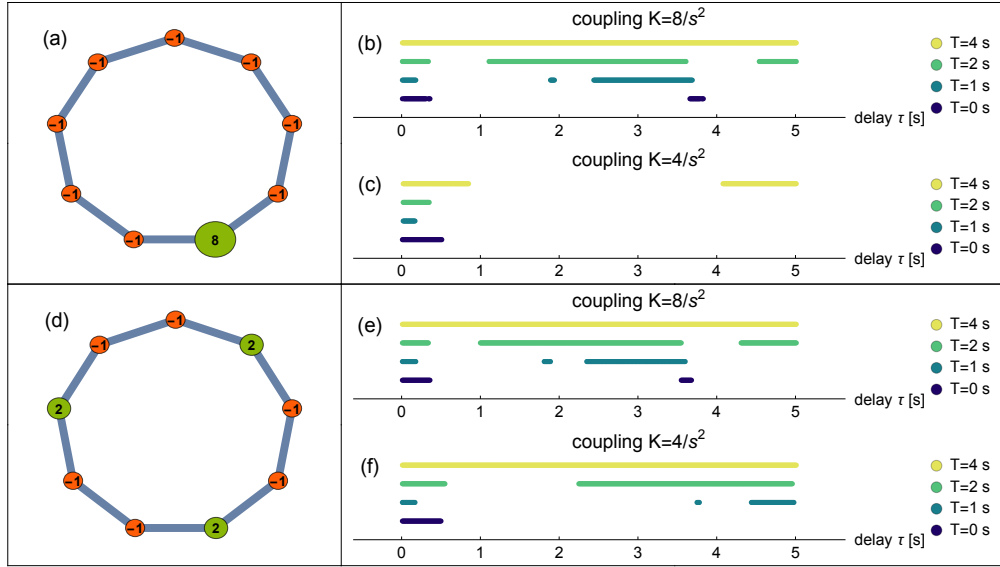 (a)
-1
-1
-1
-1
-1
-1
-1
-1
8
coupling K=8/s²
(b)
T=4 s
T=2 s
T=1 s
T=0 s
0 1 2 3 4 5 delay τ [s]
coupling K=4/s²
(c)
T=4 s
T=2 s
T=1 s
T=0 s
0 1 2 3 4 5 delay τ [s]
(d)
-1
-1
2
2
-1
-1
-1
-1
2
coupling K=8/s²
(e)
T=4 s
T=2 s
T=1 s
T=0 s
0 1 2 3 4 5 delay τ [s]
coupling K=4/s²
(f)
T=4 s
T=2 s
T=1 s
T=0 s
0 1 2 3 4 5 delay τ [s]